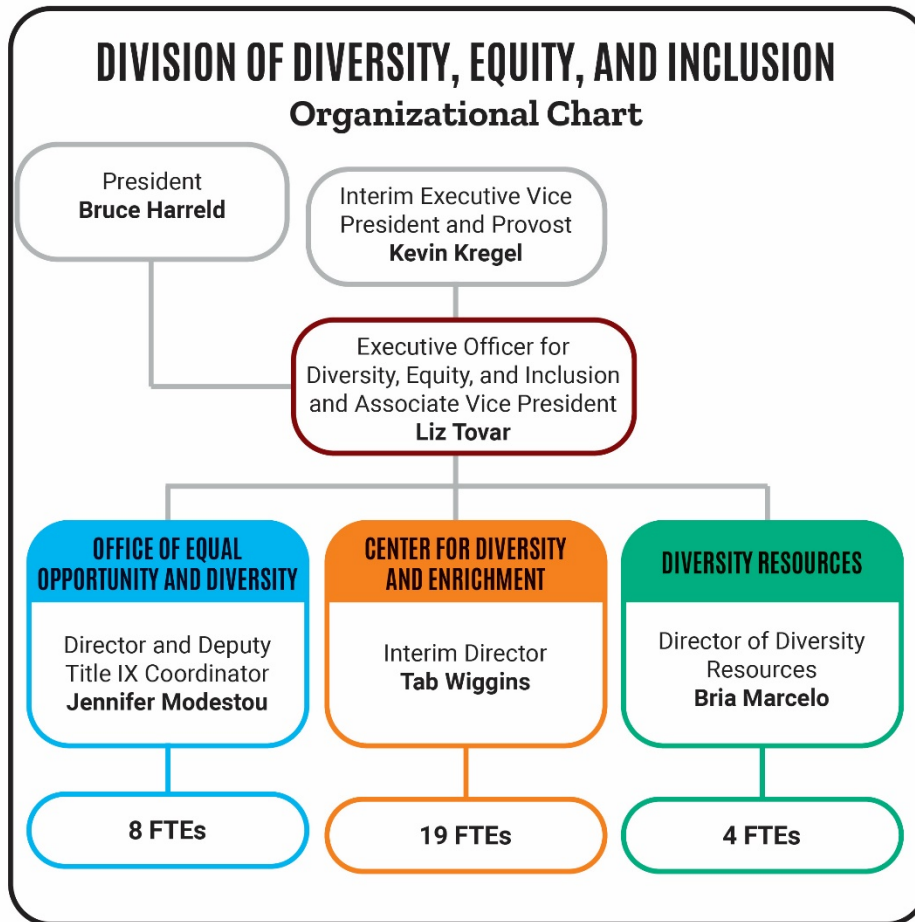 DIVISION OF DIVERSITY, EQUITY, AND INCLUSION
Organizational Chart
President
Bruce Harreld
Interim Executive Vice
President and Provost
Kevin Kregel
Executive Officer for
Diversity, Equity, and Inclusion
and Associate Vice President
Liz Tovar
OFFICE OF EQUAL
OPPORTUNITY AND DIVERSITY
Director and Deputy
Title IX Coordinator
Jennifer Modestou
8 FTEs
CENTER FOR DIVERSITY
AND ENRICHMENT
Interim Director
Tab Wiggins
19 FTEs
DIVERSITY RESOURCES
Director of Diversity
Resources
Bria Marcelo
4 FTEs